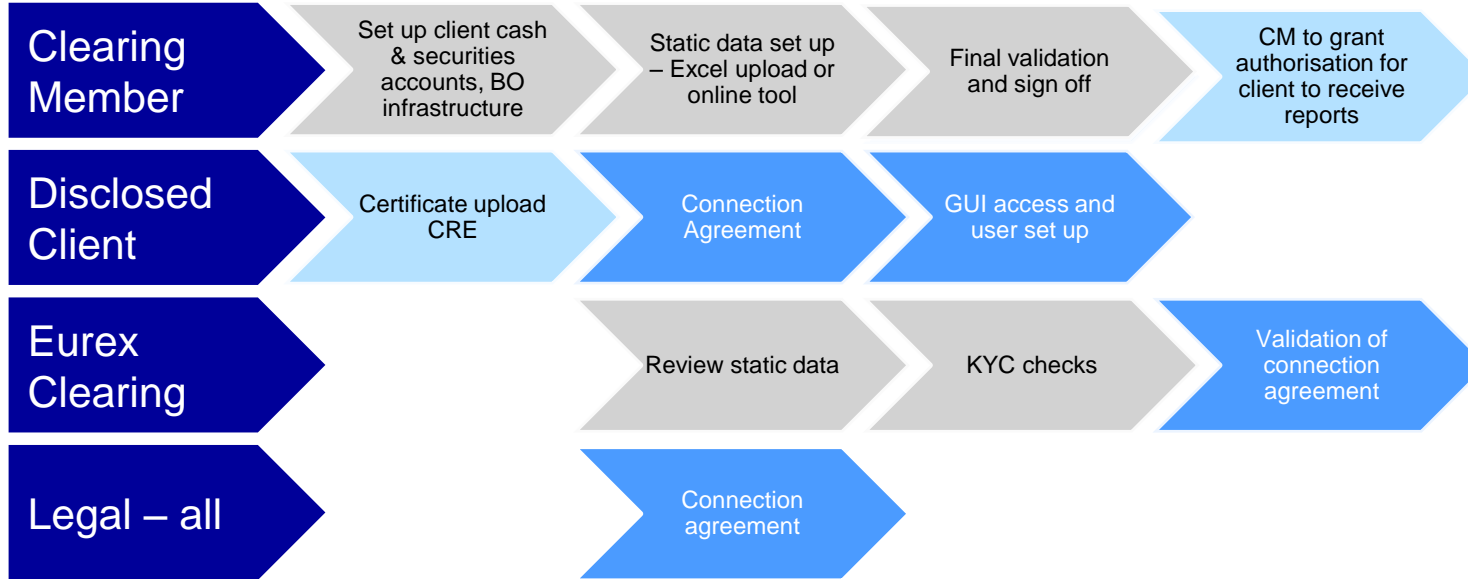 Clearing
Member
Set up client cash
& securities
accounts, BO
infrastructure
Static data set up
– Excel upload or
online tool
Final validation
and sign off
CM to grant
authorisation for
client to receive
reports
Disclosed
Client
Certificate upload
CRE
Connection
Agreement
GUI access and
user set up
Eurex
Clearing
Review static data
KYC checks
Validation of
connection
agreement
Legal – all
Connection
agreement